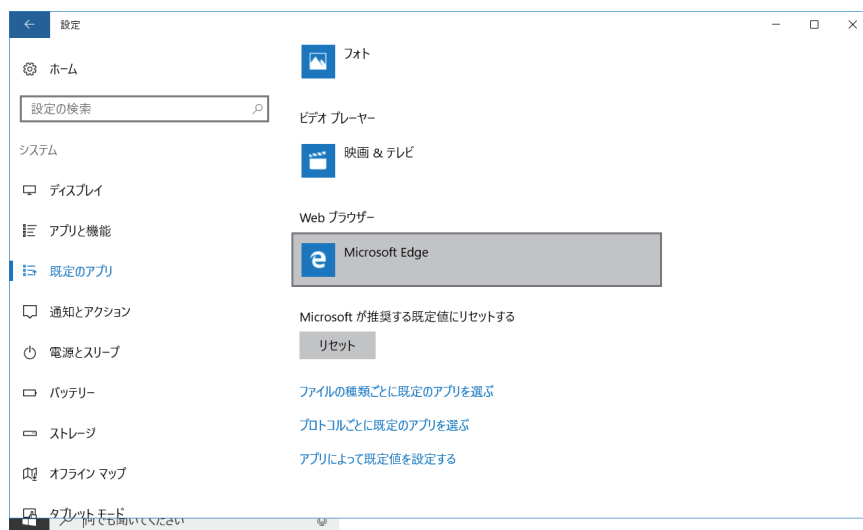 設定
ホーム
設定の検索
システム
ディスプレイ
アプリと機能
既定のアプリ
通知とアクション
電源とスリープ
バッテリー
ストレージ
オフライン マップ
タブレット モード
フォト
ビデオ プレーヤー
映画 & テレビ
Web ブラウザー
Microsoft Edge
Microsoft が推奨する既定値にリセットする
リセット
ファイルの種類ごとに既定のアプリを選ぶ
プロトコルごとに既定のアプリを選ぶ
アプリによって既定値を設定する
何でも聞いてください